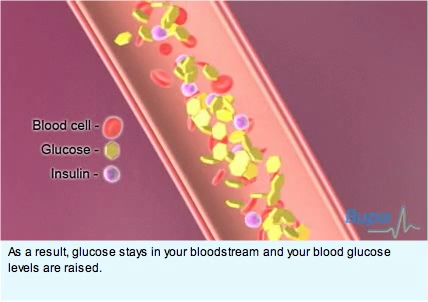 Blood cell -
Glucose -
Insulin -
Bupa
As a result, glucose stays in your bloodstream and your blood glucose
levels are raised.